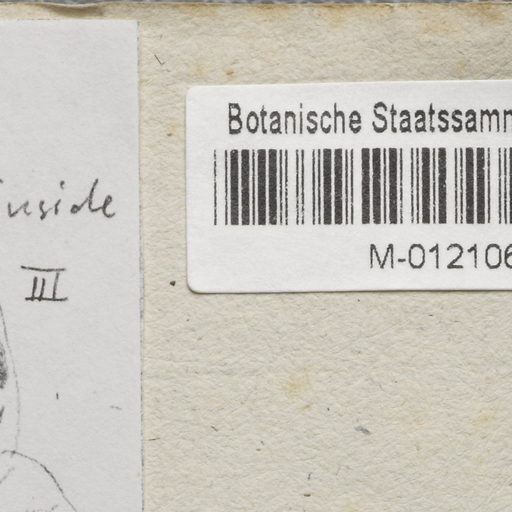 inside
III
Botanische Staatssamm
M-012106